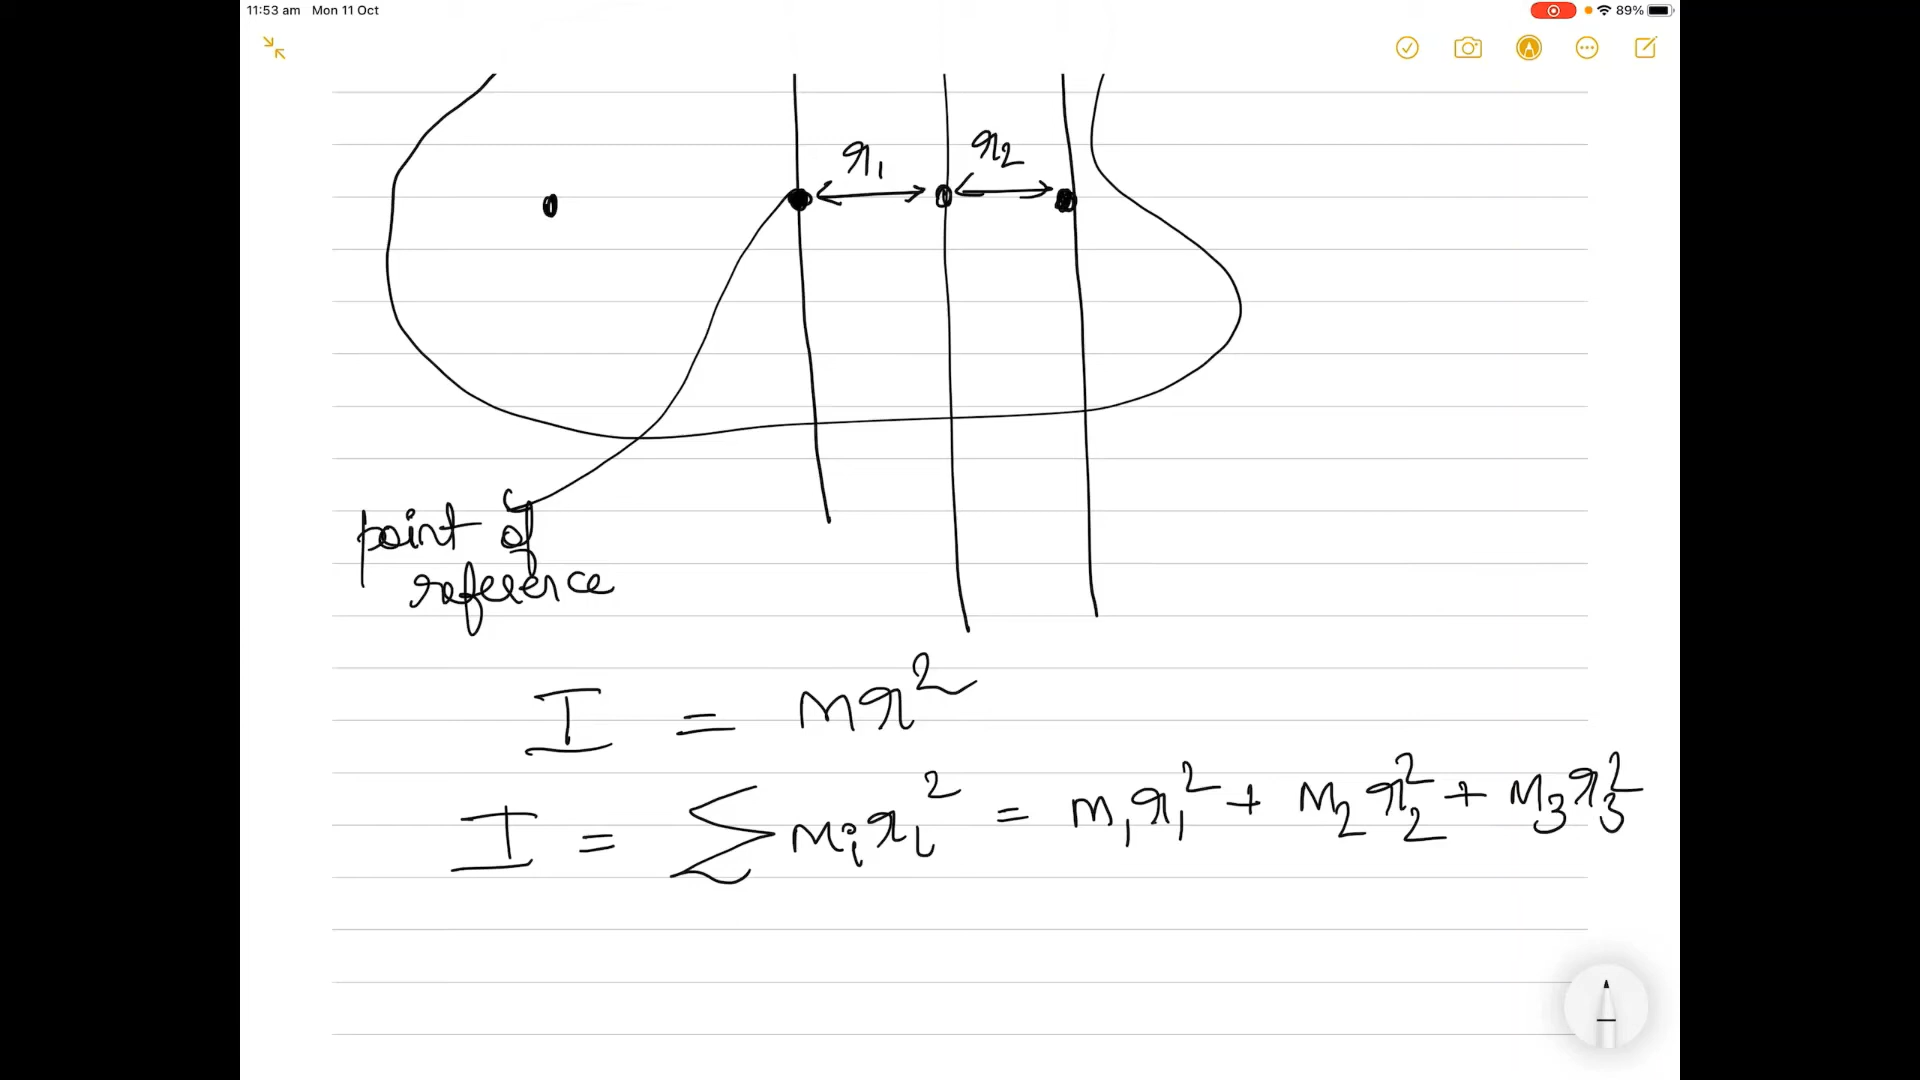 11:53 am Mon 11 Oct 89%
r₁ r₂
point of
reference
I = mr²
I = ∑ mᵢrᵢ² = m₁r₁² + m₂r₂² + m₃r₃²